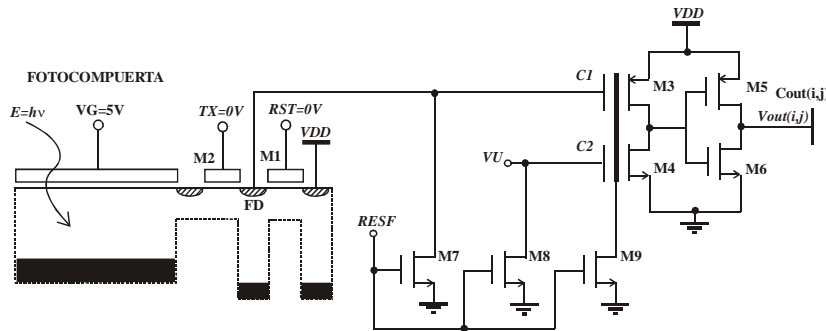 VDD
C1
M3
M5
FOTOCOMPUERTA
Cout(i,j)
E=hν
VG=5V
TX=0V
RST=0V
Vout(i,j)
VDD
C2
M2
M1
VU
M4
M6
FD
RESF
M7
M8
M9